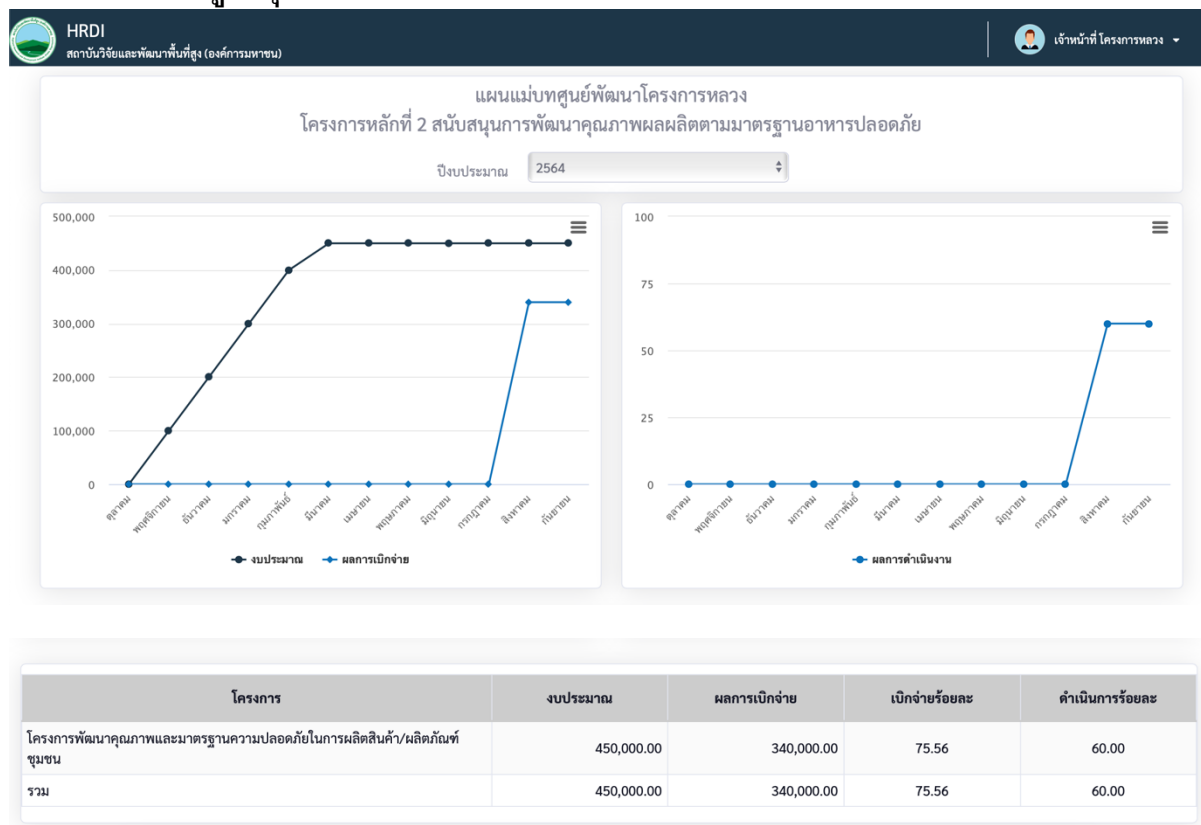 HRDI
สถาบันวิจัยและพัฒนาพื้นที่สูง (องค์การมหาชน)
เจ้าหน้าที่ โครงการหลวง
แผนแม่บทศูนย์พัฒนาโครงการหลวง
โครงการหลักที่ 2 สนับสนุนการพัฒนาคุณภาพผลผลิตตามมาตรฐานอาหารปลอดภัย
ปีงบประมาณ 2564
500,000
400,000
300,000
200,000
100,000
0
ตุลาคม พฤศจิกายน ธันวาคม มกราคม กุมภาพันธ์ มีนาคม เมษายน พฤษภาคม มิถุนายน กรกฎาคม สิงหาคม กันยายน
งบประมาณ ผลการเบิกจ่าย
100
75
50
25
0
ตุลาคม พฤศจิกายน ธันวาคม มกราคม กุมภาพันธ์ มีนาคม เมษายน พฤษภาคม มิถุนายน กรกฎาคม สิงหาคม กันยายน
ผลการดำเนินงาน
โครงการ งบประมาณ ผลการเบิกจ่าย เบิกจ่ายร้อยละ ดำเนินการร้อยละ
โครงการพัฒนาคุณภาพและมาตรฐานความปลอดภัยในการผลิตสินค้า/ผลิตภัณฑ์
ชุมชน 450,000.00 340,000.00 75.56 60.00
รวม 450,000.00 340,000.00 75.56 60.00